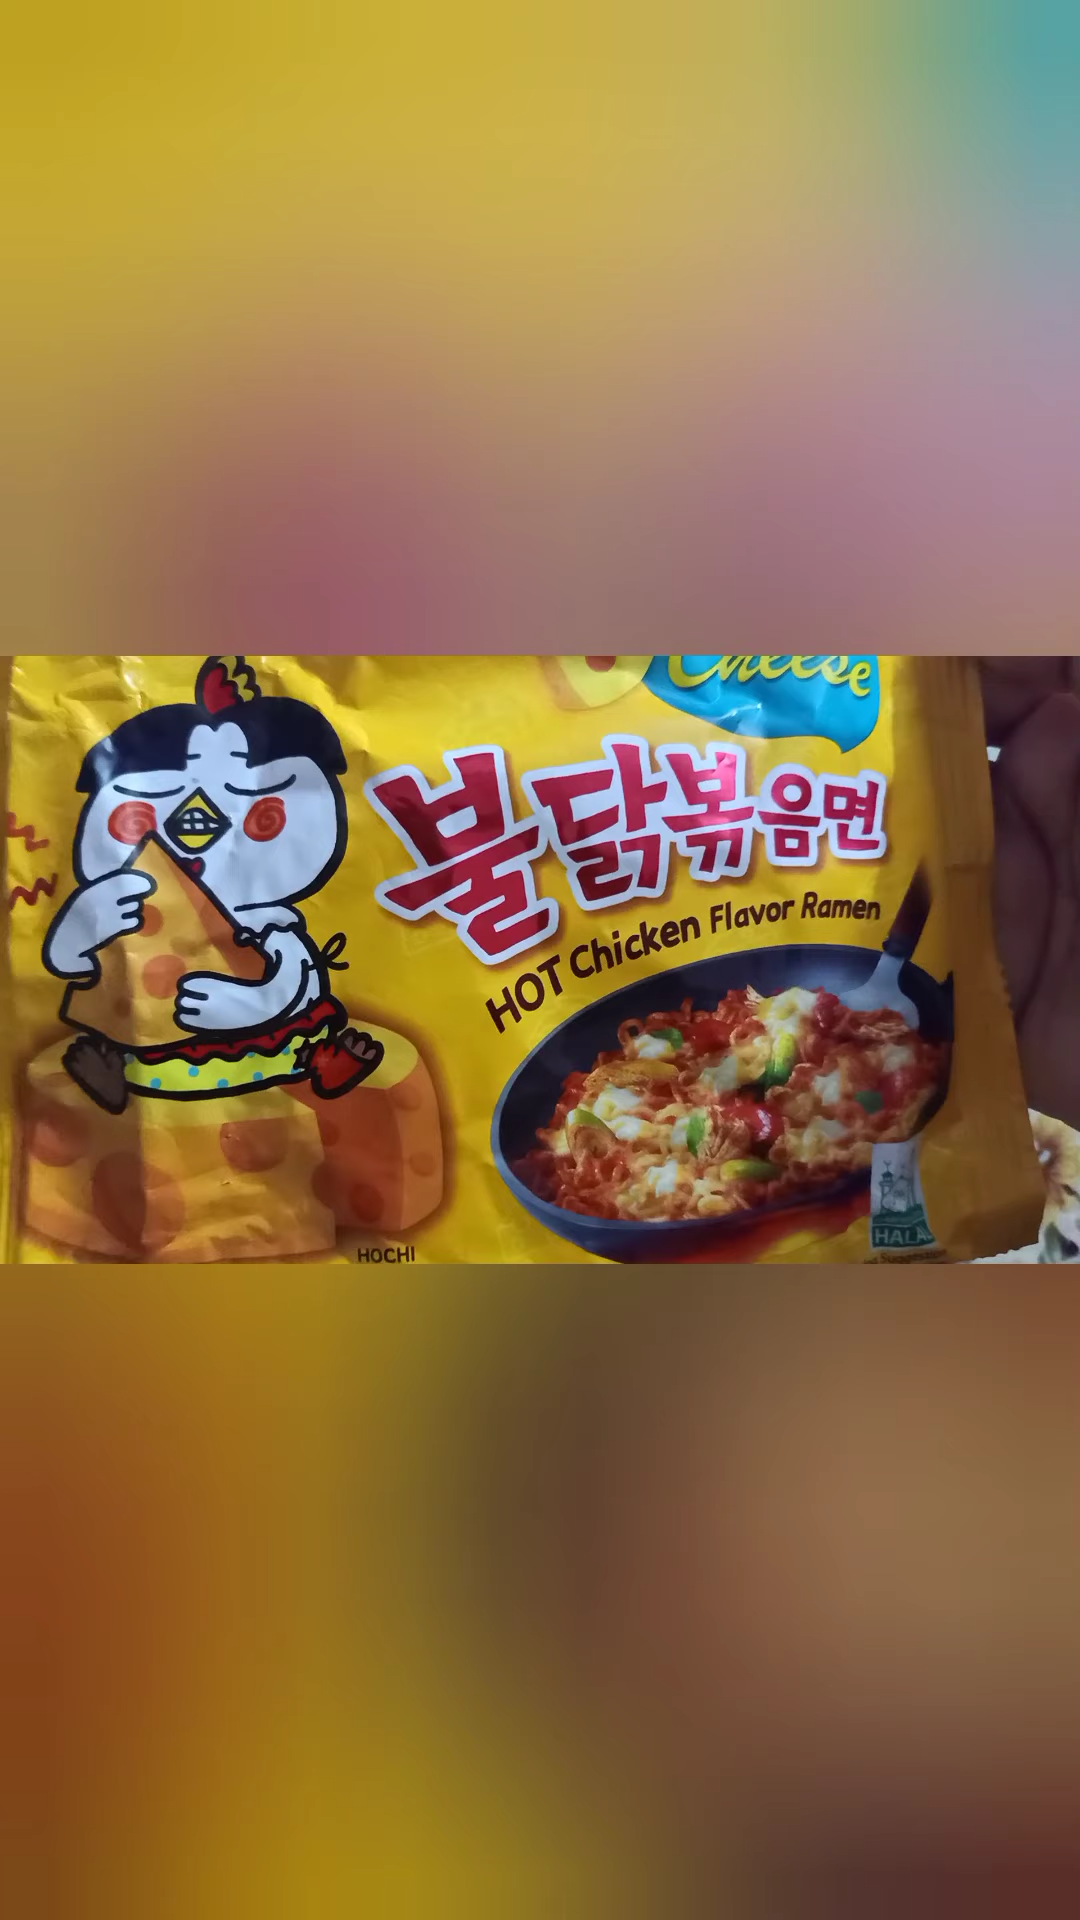 Cheese
불닭볶음면
HOT Chicken Flavor Ramen
HALAL
HOCHI